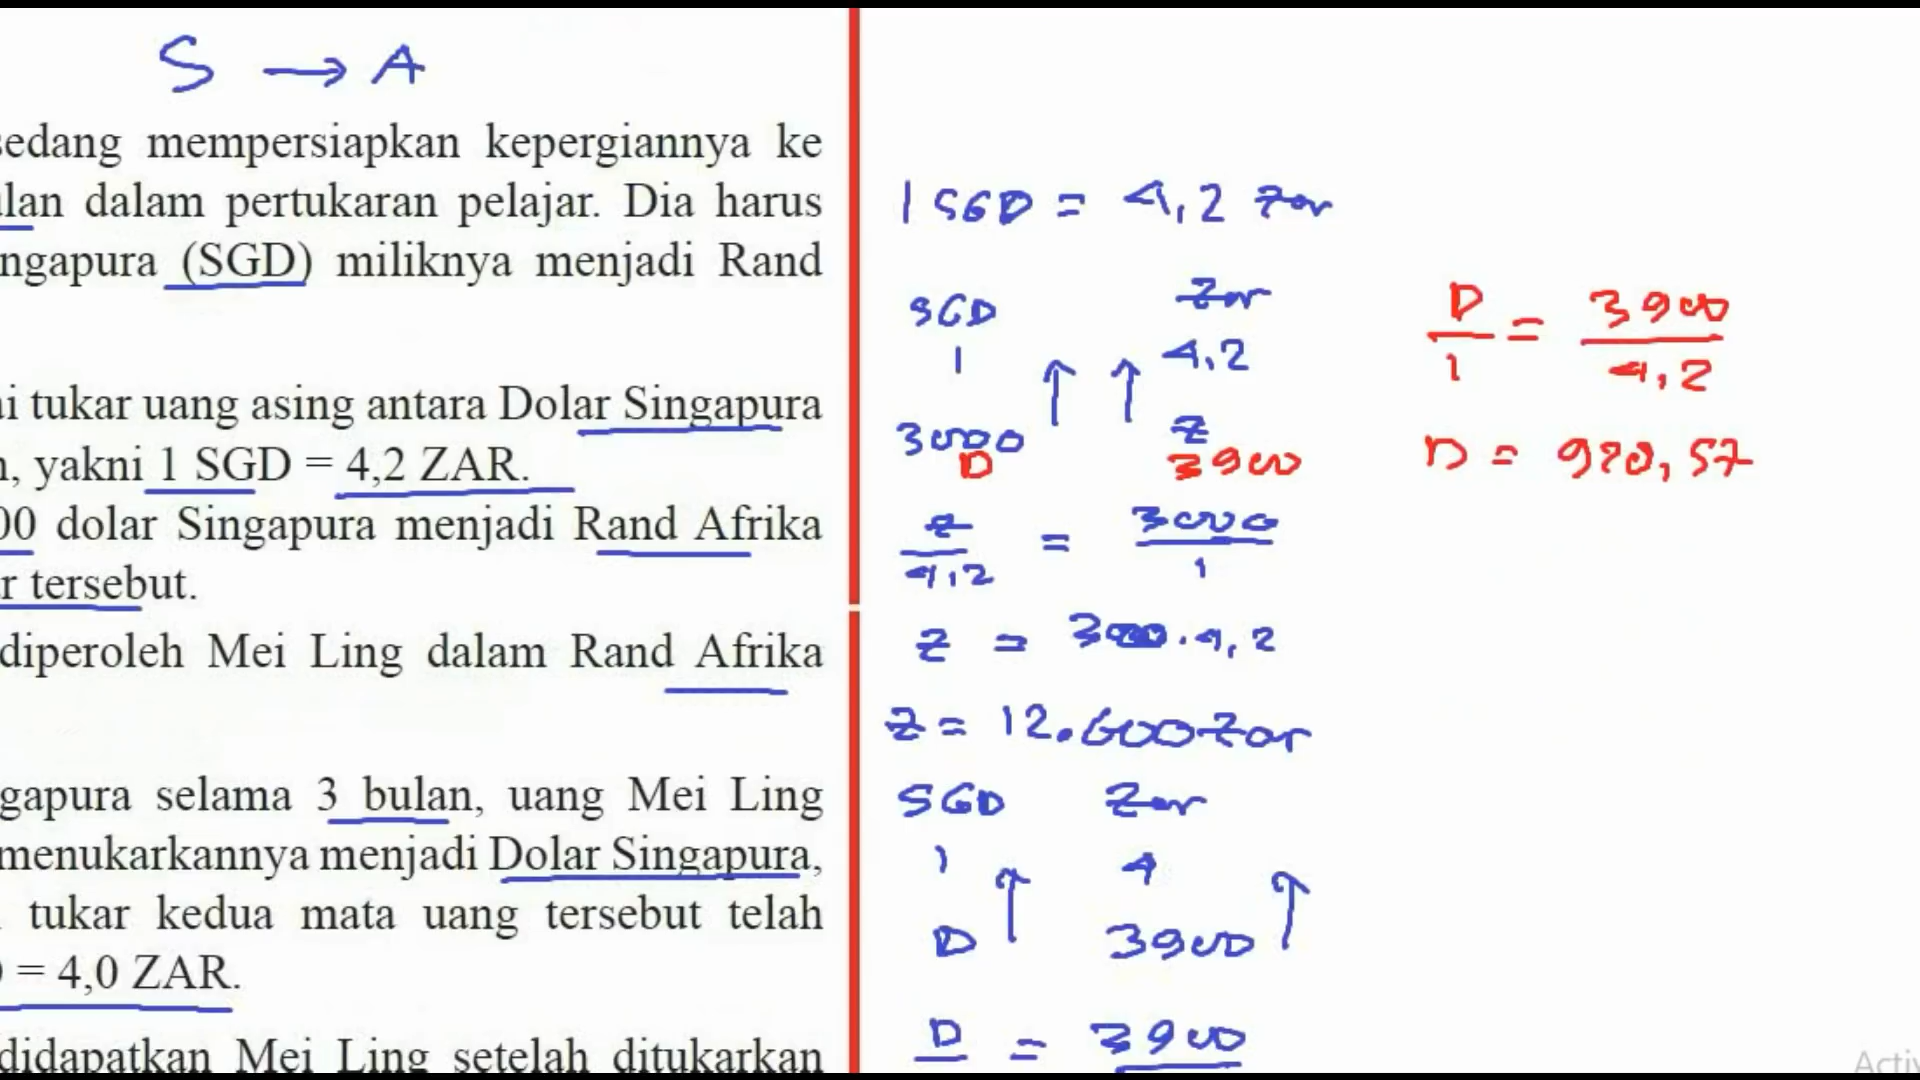 S → A
sedang mempersiapkan kepergiannya ke
dalam pertukaran pelajar. Dia harus
(SGD) miliknya menjadi Rand
tukar uang asing antara Dolar Singapura
yakni 1 SGD = 4,2 ZAR.
00 dolar Singapura menjadi Rand Afrika
r tersebut.
diperoleh Mei Ling dalam Rand Afrika
gapura selama 3 bulan, uang Mei Ling
menukarkannya menjadi Dolar Singapura,
tukar kedua mata uang tersebut telah
= 4,0 ZAR.
didapatkan Mei Ling setelah ditukarkan
1 SGD = 4,2 Zar
SGD Zar
1 ↑ ↑ 4,2
3000 Z
D 3900
Z/4,2 = 3000/1
Z = 3000.4,2
Z = 12.600 Zar
SGD Zar
1 4
D ↑ 3900 ↑
D = 3900
D/1 = 3900/4,2
D = 928,57
Activ